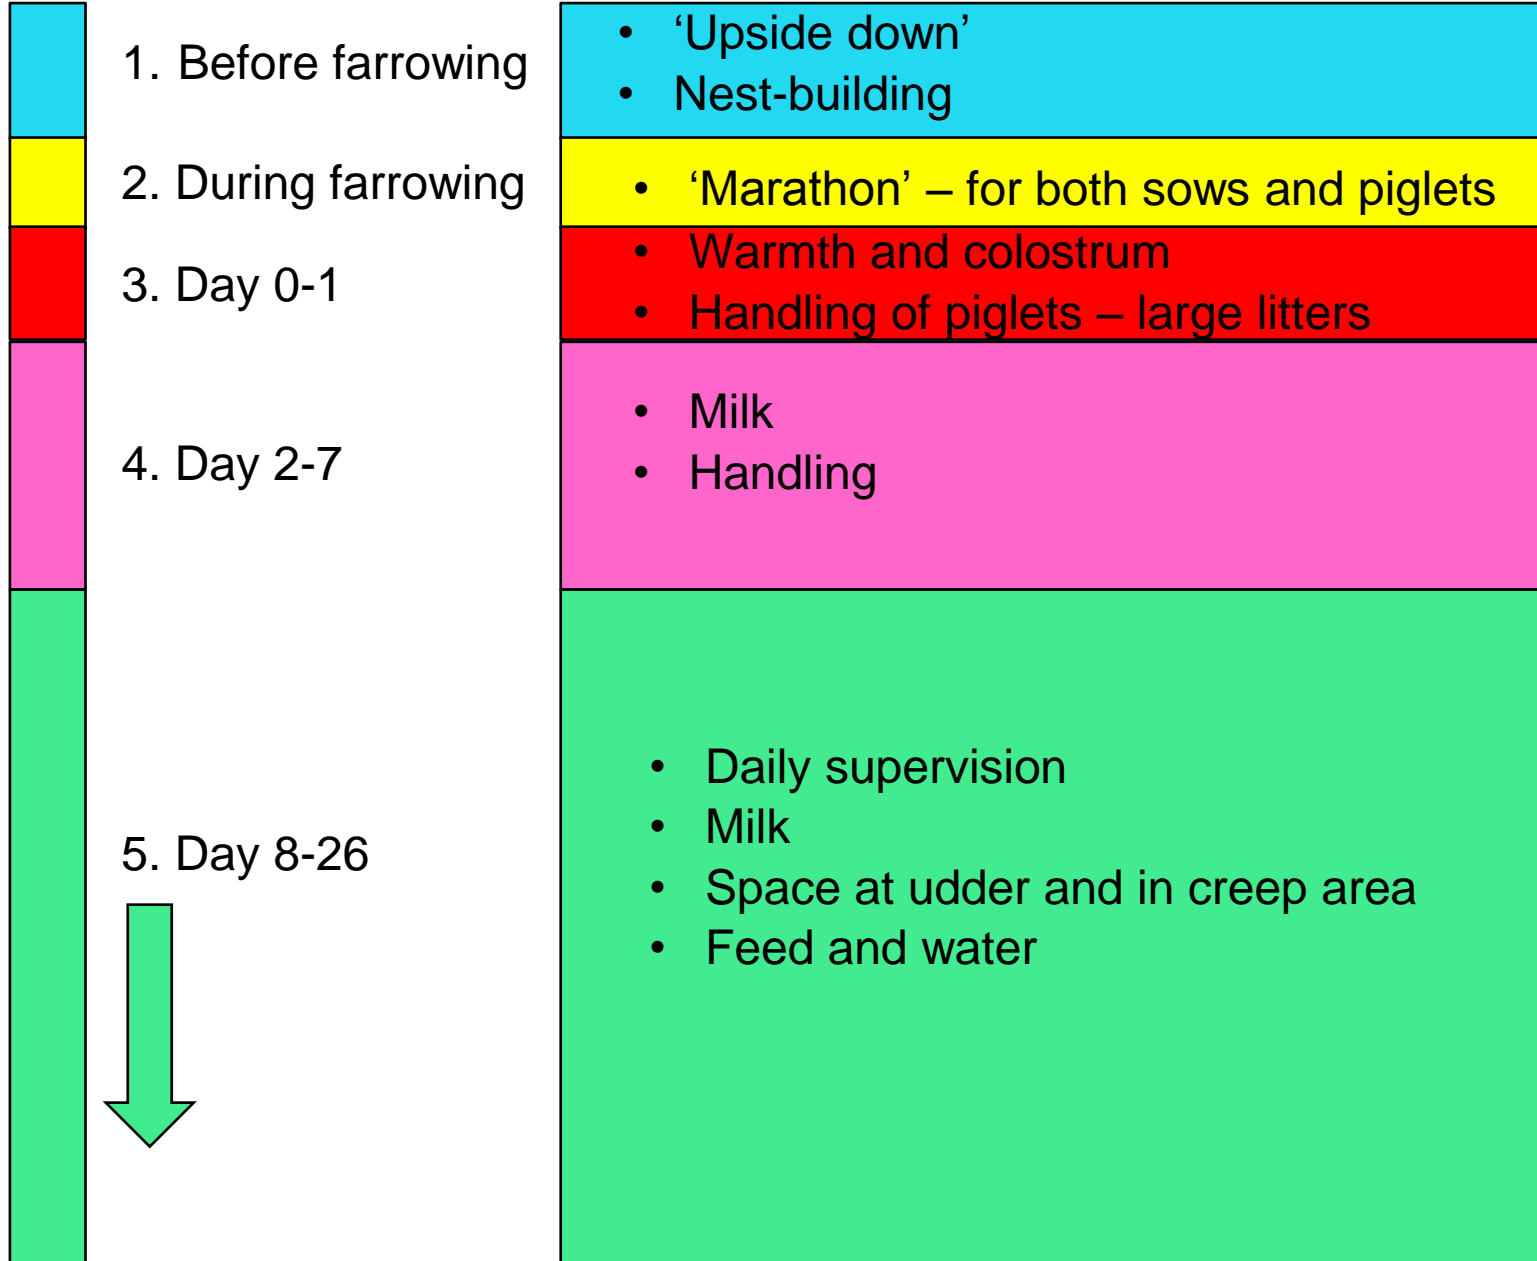 1. Before farrowing
• ‘Upside down’
• Nest-building
2. During farrowing
• ‘Marathon’ – for both sows and piglets
3. Day 0-1
• Warmth and colostrum
• Handling of piglets – large litters
4. Day 2-7
• Milk
• Handling
5. Day 8-26
• Daily supervision
• Milk
• Space at udder and in creep area
• Feed and water